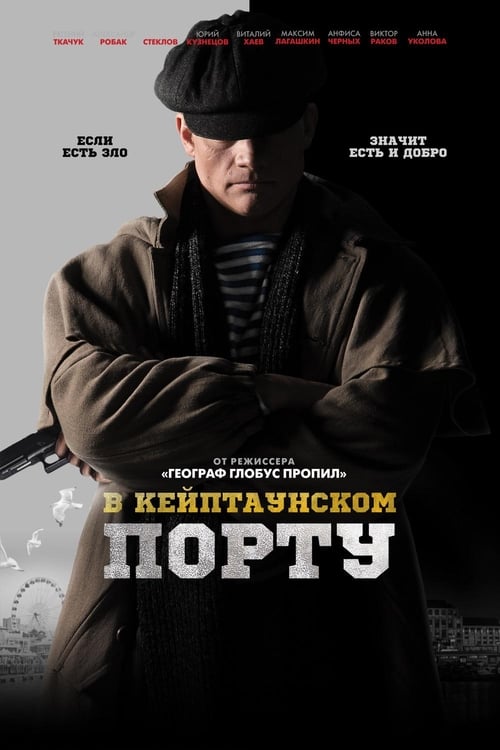 ТКАЧУК
РОБАК
СТЕКЛОВ
ЮРИЙ КУЗНЕЦОВ
ВИТАЛИЙ ХАЕВ
МАКСИМ ЛАГАШКИН
АНФИСА ЧЕРНЫХ
ВИКТОР РАКОВ
АННА УКОЛОВА
ЕСЛИ
ЕСТЬ ЗЛО
ЗНАЧИТ
ЕСТЬ И ДОБРО
ОТ РЕЖИССЕРА
«ГЕОГРАФ ГЛОБУС ПРОПИЛ»
В КЕЙПТАУНСКОМ
ПОРТУ